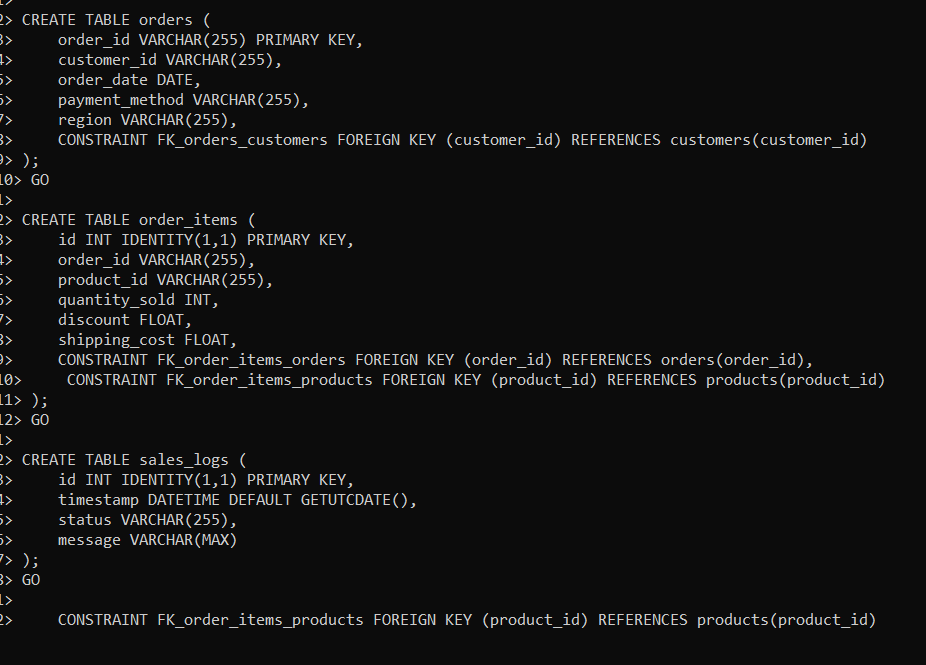 1>
2> CREATE TABLE orders (
3>     order_id VARCHAR(255) PRIMARY KEY,
4>     customer_id VARCHAR(255),
5>     order_date DATE,
6>     payment_method VARCHAR(255),
7>     region VARCHAR(255),
8>     CONSTRAINT FK_orders_customers FOREIGN KEY (customer_id) REFERENCES customers(customer_id)
9> );
10> GO
1>
2> CREATE TABLE order_items (
3>     id INT IDENTITY(1,1) PRIMARY KEY,
4>     order_id VARCHAR(255),
5>     product_id VARCHAR(255),
6>     quantity_sold INT,
7>     discount FLOAT,
8>     shipping_cost FLOAT,
9>     CONSTRAINT FK_order_items_orders FOREIGN KEY (order_id) REFERENCES orders(order_id),
10>     CONSTRAINT FK_order_items_products FOREIGN KEY (product_id) REFERENCES products(product_id)
11> );
12> GO
1>
2> CREATE TABLE sales_logs (
3>     id INT IDENTITY(1,1) PRIMARY KEY,
4>     timestamp DATETIME DEFAULT GETUTCDATE(),
5>     status VARCHAR(255),
6>     message VARCHAR(MAX)
7> );
8> GO
1>
2>     CONSTRAINT FK_order_items_products FOREIGN KEY (product_id) REFERENCES products(product_id)